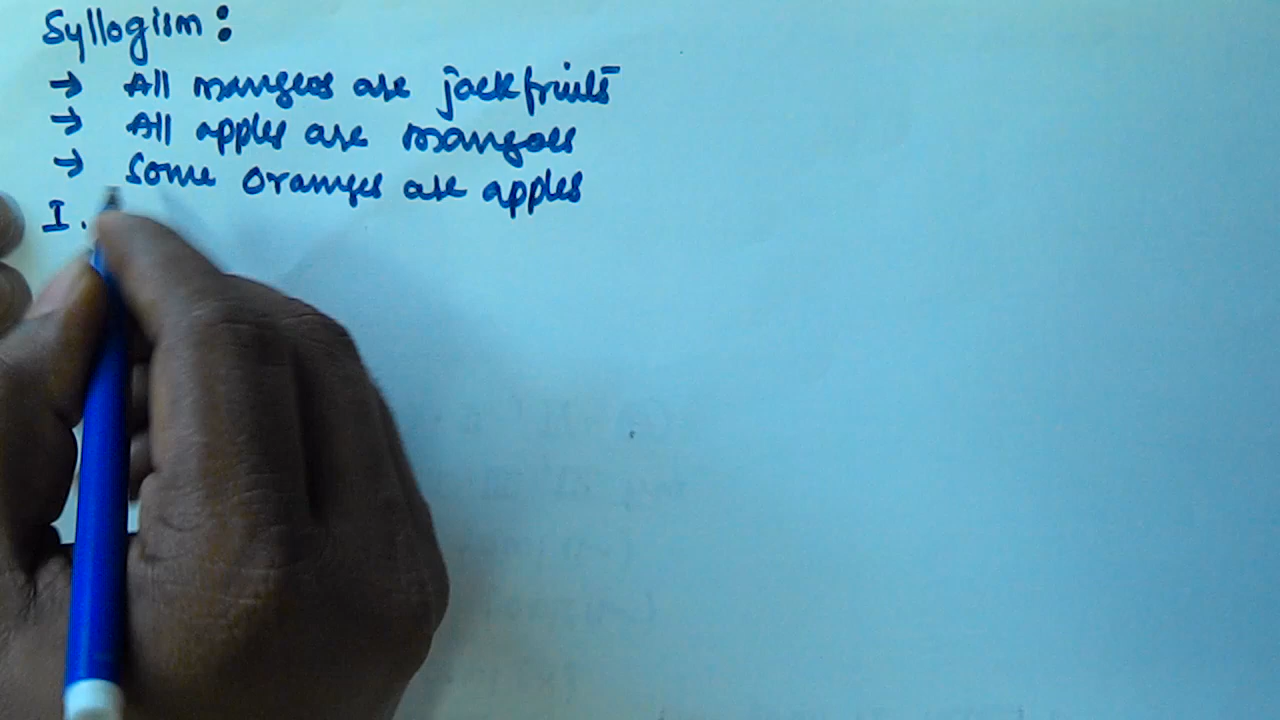 Syllogism:
→ All mangoes are jackfruits
→ All apples are mangoes
→ Some oranges are apples
I.